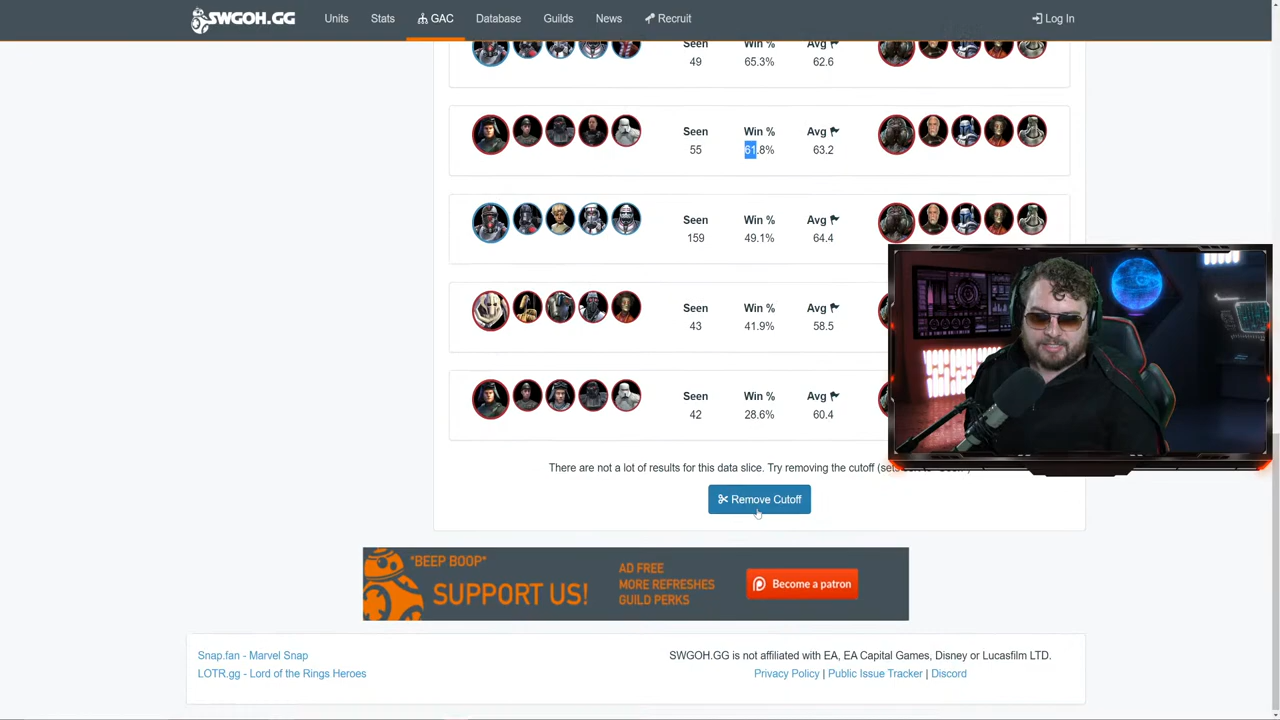 SWGOH.GG
Units
Stats
GAC
Database
Guilds
News
Recruit
Log In
Seen
Win %
Avg
49
65.3%
62.6
Seen
Win %
Avg
55
61.8%
63.2
Seen
Win %
Avg
159
49.1%
64.4
Seen
Win %
Avg
43
41.9%
58.5
Seen
Win %
Avg
42
28.6%
60.4
There are not a lot of results for this data slice. Try removing the cutoff
Remove Cutoff
*BEEP BOOP*
SUPPORT US!
AD FREE
MORE REFRESHES
GUILD PERKS
Become a patron
Snap.fan - Marvel Snap
LOTR.gg - Lord of the Rings Heroes
SWGOH.GG is not affiliated with EA, EA Capital Games, Disney or Lucasfilm LTD.
Privacy Policy | Public Issue Tracker | Discord